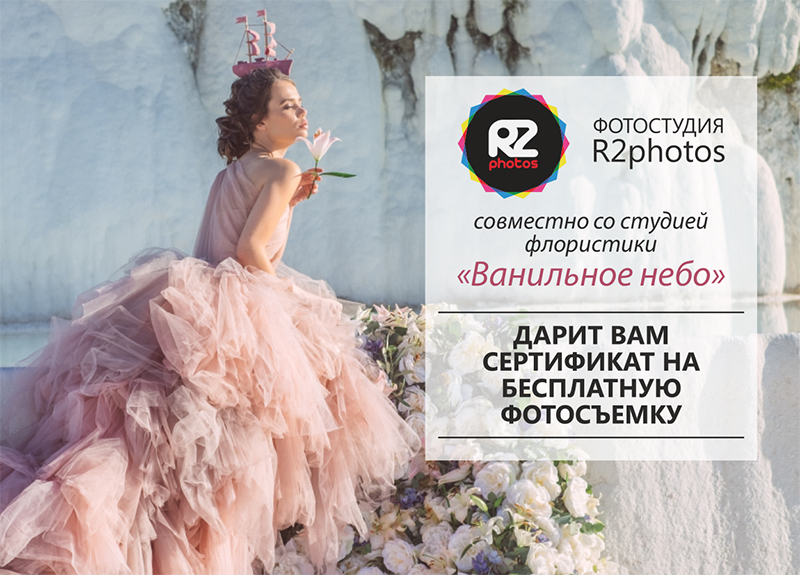 R2
photos
ФОТОСТУДИЯ
R2photos
совместно со студией
флористики
«Ванильное небо»
ДАРИТ ВАМ
СЕРТИФИКАТ НА
БЕСПЛАТНУЮ
ФОТОСЪЕМКУ